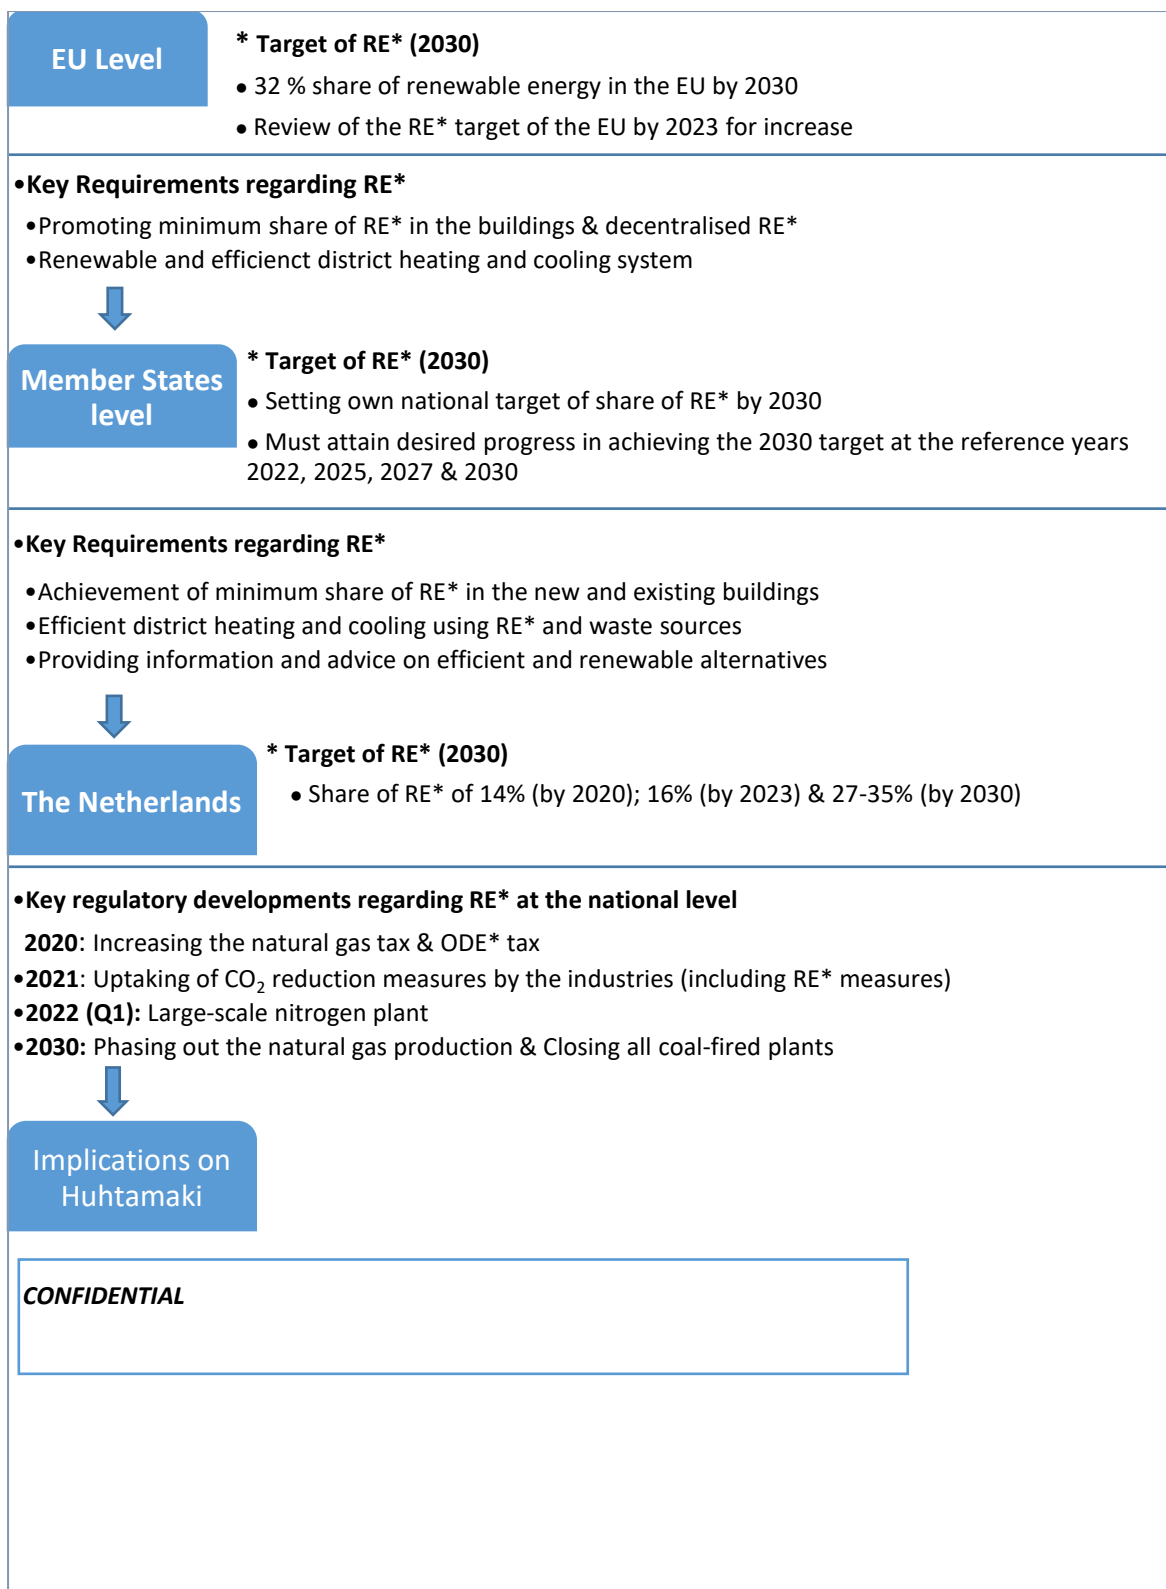 EU Level
* Target of RE* (2030)
● 32 % share of renewable energy in the EU by 2030
● Review of the RE* target of the EU by 2023 for increase
•Key Requirements regarding RE*
•Promoting minimum share of RE* in the buildings & decentralised RE*
•Renewable and efficienct district heating and cooling system
Member States
level
* Target of RE* (2030)
● Setting own national target of share of RE* by 2030
● Must attain desired progress in achieving the 2030 target at the reference years
2022, 2025, 2027 & 2030
•Key Requirements regarding RE*
•Achievement of minimum share of RE* in the new and existing buildings
•Efficient district heating and cooling using RE* and waste sources
•Providing information and advice on efficient and renewable alternatives
The Netherlands
* Target of RE* (2030)
● Share of RE* of 14% (by 2020); 16% (by 2023) & 27-35% (by 2030)
•Key regulatory developments regarding RE* at the national level
2020: Increasing the natural gas tax & ODE* tax
•2021: Uptaking of CO₂ reduction measures by the industries (including RE* measures)
•2022 (Q1): Large-scale nitrogen plant
•2030: Phasing out the natural gas production & Closing all coal-fired plants
Implications on
Huhtamaki
CONFIDENTIAL